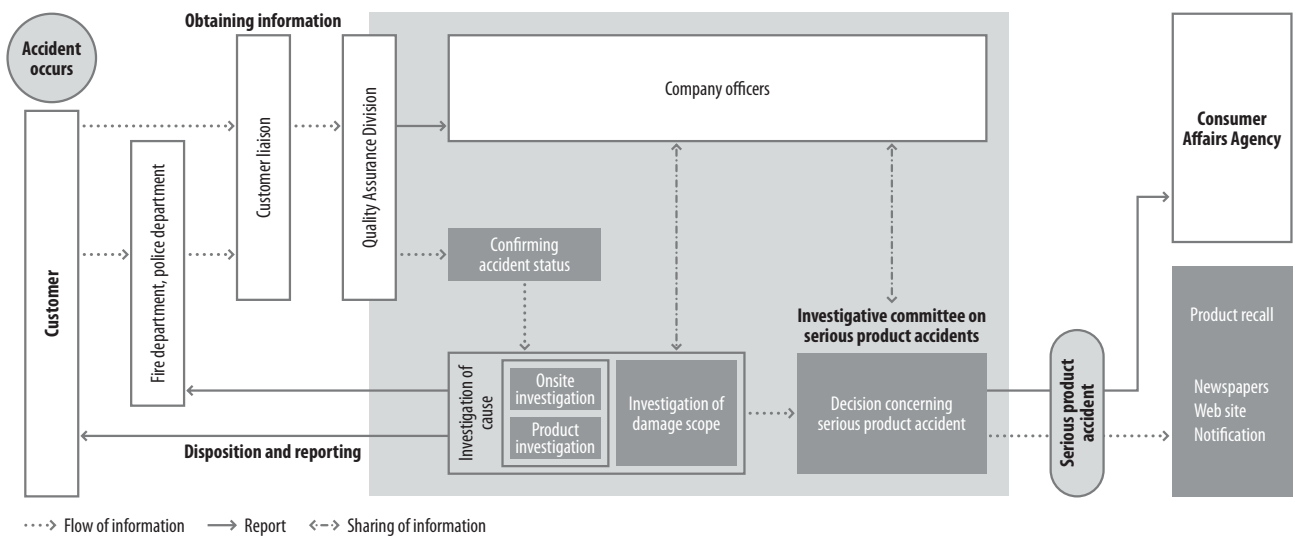 Obtaining information
Accident
occurs
Customer
Fire department, police department
Customer liaison
Quality Assurance Division
Company officers
Consumer
Affairs Agency
Confirming
accident status
Investigative committee on
serious product accidents
Investigation of
cause
Onsite
investigation
Product
investigation
Investigation of
damage scope
Decision concerning
serious product accident
Serious product
accident
Product recall
Newspapers
Web site
Notification
Disposition and reporting
Flow of information
Report
Sharing of information